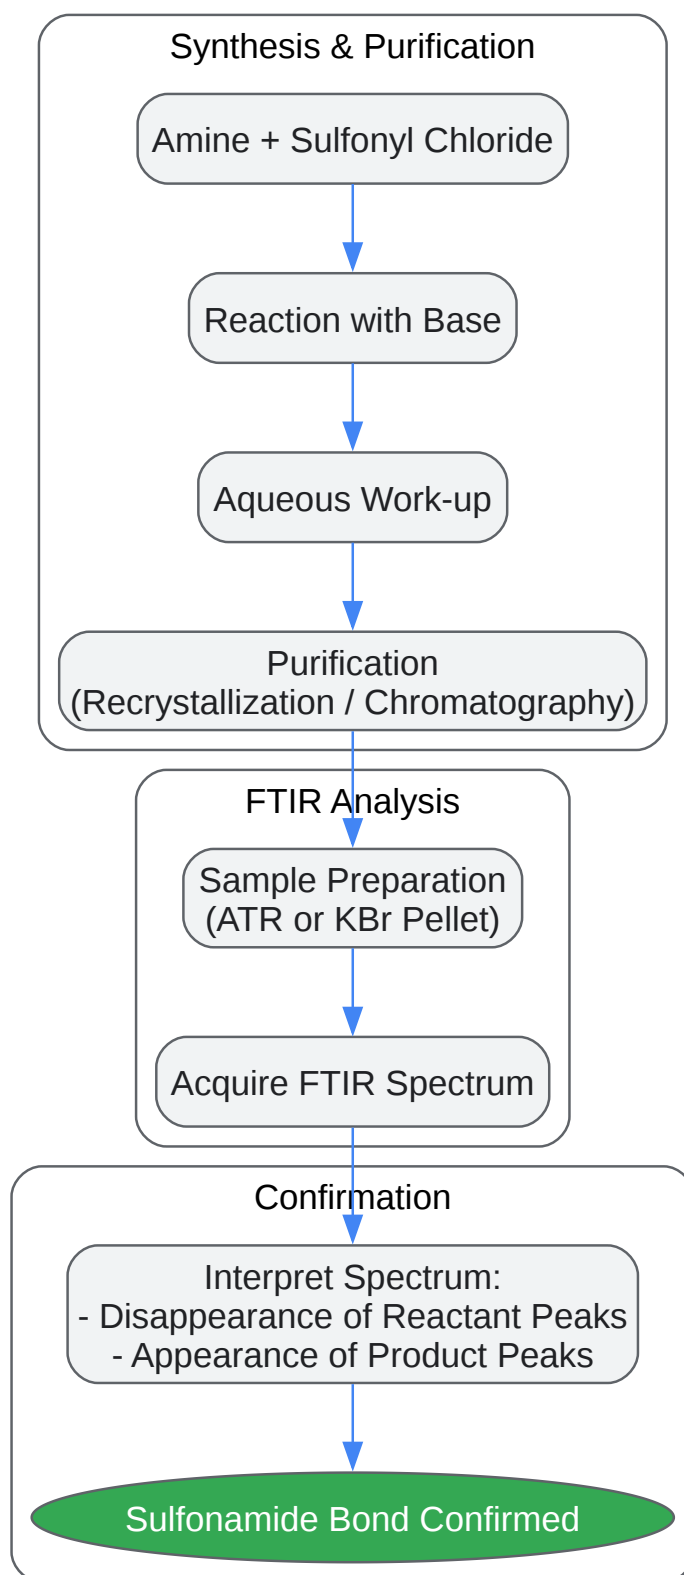 Synthesis & Purification
Amine + Sulfonyl Chloride
Reaction with Base
Aqueous Work-up
Purification
(Recrystallization / Chromatography)
FTIR Analysis
Sample Preparation
(ATR or KBr Pellet)
Acquire FTIR Spectrum
Confirmation
Interpret Spectrum:
- Disappearance of Reactant Peaks
- Appearance of Product Peaks
Sulfonamide Bond Confirmed